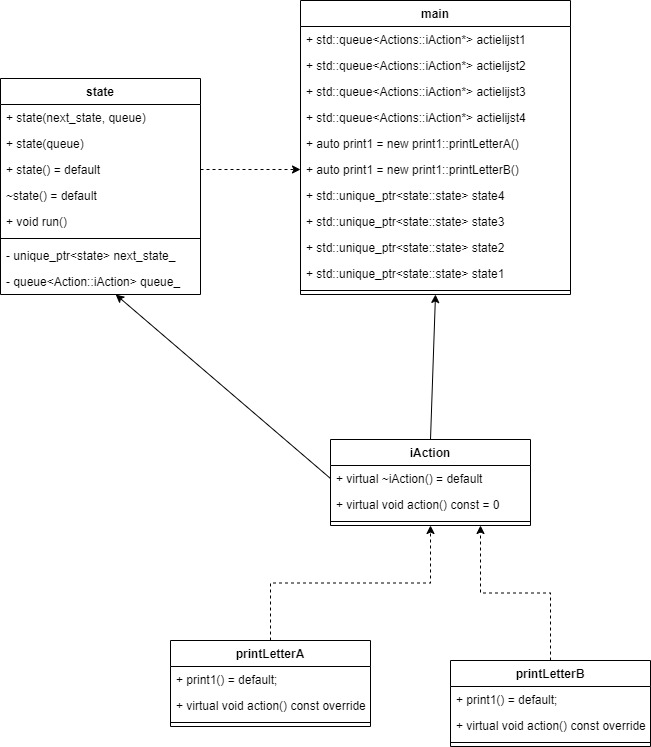 main
+ std::queue<Actions::iAction*> actielijst1
+ std::queue<Actions::iAction*> actielijst2
+ std::queue<Actions::iAction*> actielijst3
+ std::queue<Actions::iAction*> actielijst4
+ auto print1 = new print1::printLetterA()
+ auto print1 = new print1::printLetterB()
+ std::unique_ptr<state::state> state4
+ std::unique_ptr<state::state> state3
+ std::unique_ptr<state::state> state2
+ std::unique_ptr<state::state> state1
state
+ state(next_state, queue)
+ state(queue)
+ state() = default
~state() = default
+ void run()
- unique_ptr<state> next_state_
- queue<Action::iAction> queue_
iAction
+ virtual ~iAction() = default
+ virtual void action() const = 0
printLetterA
+ print1() = default;
+ virtual void action() const override
printLetterB
+ print1() = default;
+ virtual void action() const override